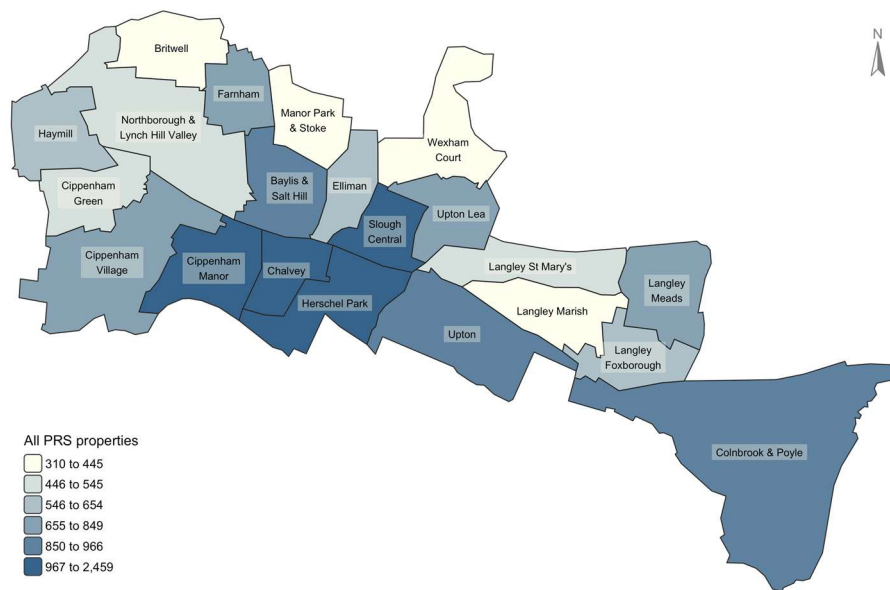 N
Britwell
Farnham
Manor Park
& Stoke
Northborough &
Lynch Hill Valley
Haymill
Wexham
Court
Baylis &
Salt Hill
Elliman
Cippenham
Green
Upton Lea
Slough
Central
Cippenham
Village
Cippenham
Manor
Chalvey
Langley St Mary's
Langley
Meads
Herschel Park
Langley Marish
Upton
Langley
Foxborough
Colnbrook & Poyle
All PRS properties
310 to 445
446 to 545
546 to 654
655 to 849
850 to 966
967 to 2,459